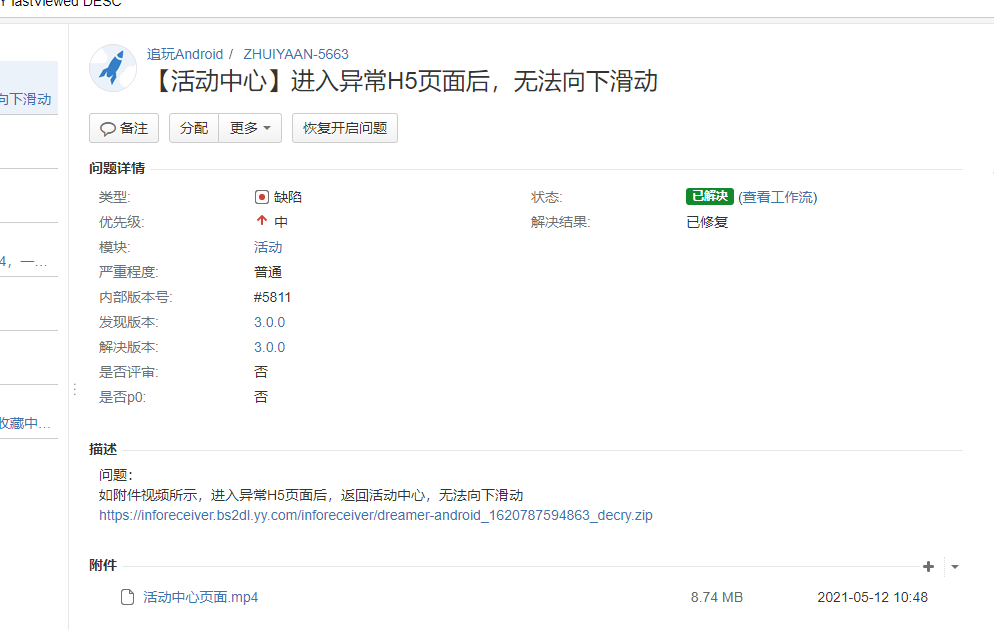 Y lastViewed DESC
追玩Android / ZHUIYAAN-5663
【活动中心】进入异常H5页面后，无法向下滑动
向下滑动
备注 分配 更多 恢复开启问题
问题详情
类型: 缺陷 状态: 已解决 (查看工作流)
优先级: 中 解决结果: 已修复
模块: 活动
4，一…
严重程度: 普通
内部版本号: #5811
发现版本: 3.0.0
解决版本: 3.0.0
是否评审: 否
是否p0: 否
收藏中…
描述
问题：
如附件视频所示，进入异常H5页面后，返回活动中心，无法向下滑动
https://inforeceiver.bs2dl.yy.com/inforeceiver/dreamer-android_1620787594863_decry.zip
附件
活动中心页面.mp4 8.74 MB 2021-05-12 10:48